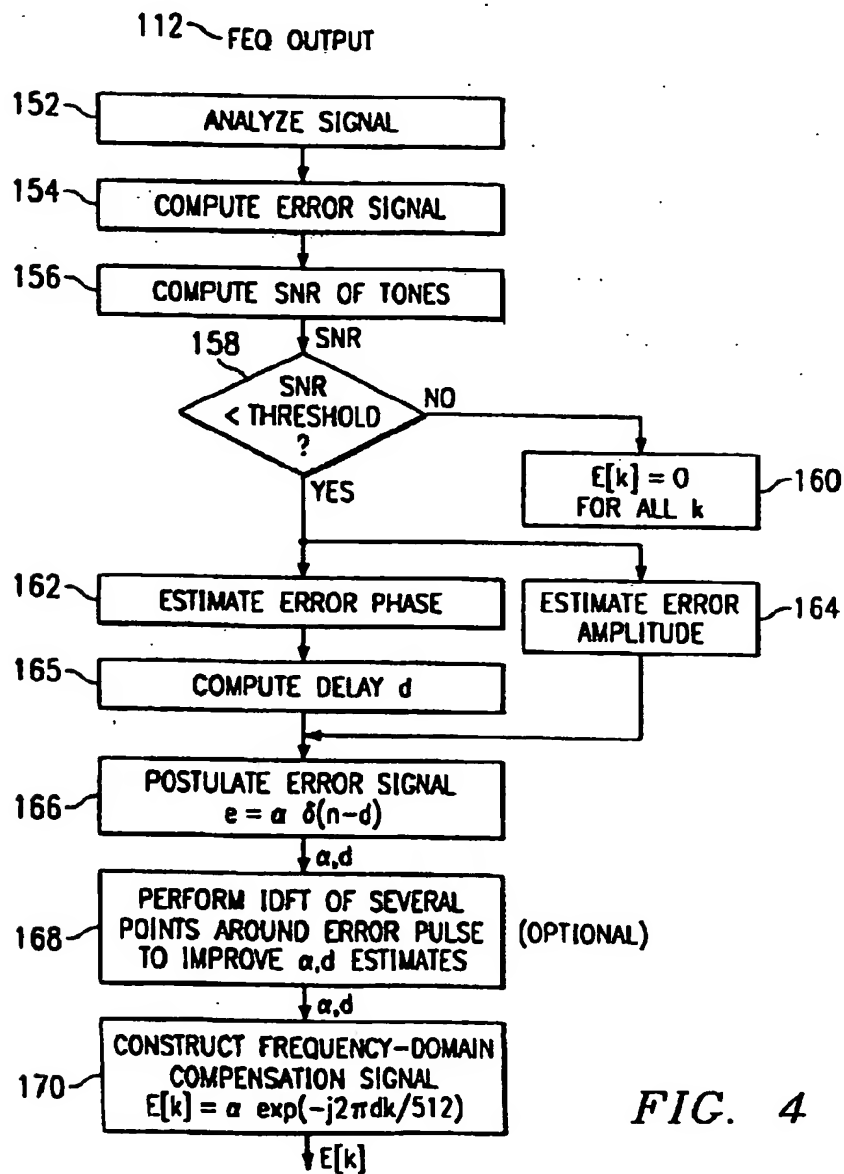 112 FEQ OUTPUT
152 ANALYZE SIGNAL
154 COMPUTE ERROR SIGNAL
156 COMPUTE SNR OF TONES
SNR
158
SNR
< THRESHOLD
?
NO
YES
E[k] = 0
FOR ALL k
160
162 ESTIMATE ERROR PHASE
ESTIMATE ERROR
AMPLITUDE
164
165 COMPUTE DELAY d
166 POSTULATE ERROR SIGNAL
e = α δ(n-d)
α,d
168 PERFORM IDFT OF SEVERAL
POINTS AROUND ERROR PULSE
TO IMPROVE α,d ESTIMATES
(OPTIONAL)
α,d
170 CONSTRUCT FREQUENCY-DOMAIN
COMPENSATION SIGNAL
E[k] = α exp(-j2πdk/512)
E[k]
FIG. 4